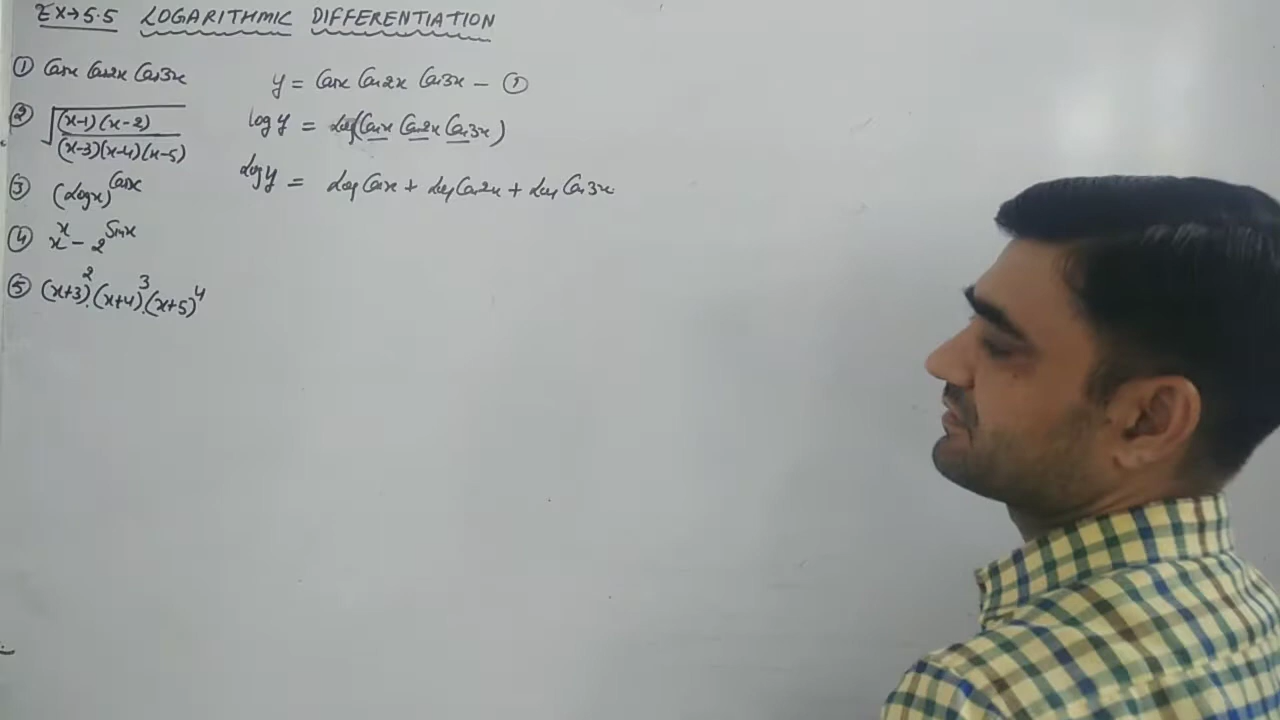 EX→5.5 LOGARITHMIC DIFFERENTIATION
① Cosx Cos2x Cos3x
② √((x-1)(x-2)/(x-3)(x-4)(x-5))
③ (Logx)^Cosx
④ x^x - 2^Sinx
⑤ (x+3)^2.(x+4)^3.(x+5)^4
y = Cosx Cos2x Cos3x - ①
log y = Log(Cosx Cos2x Cos3x)
Log y = Log Cosx + Log Cos2x + Log Cos3x